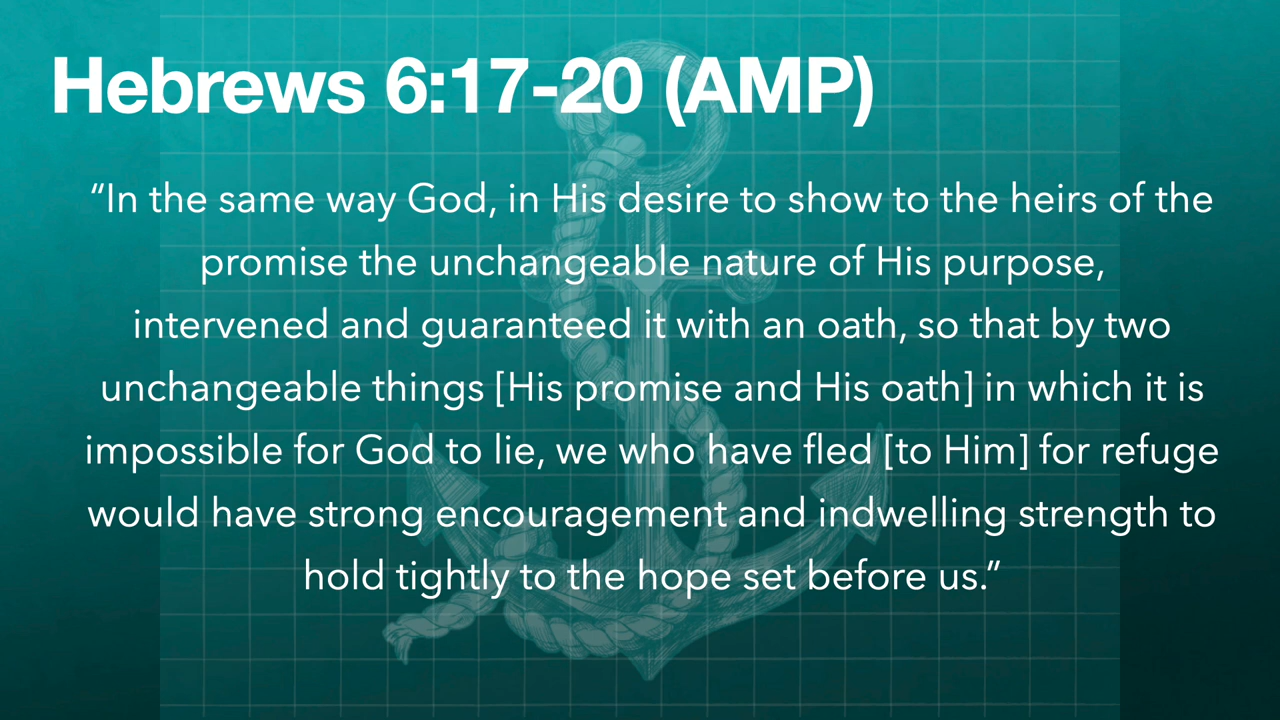 Hebrews 6:17-20 (AMP)
“In the same way God, in His desire to show to the heirs of the
promise the unchangeable nature of His purpose,
intervened and guaranteed it with an oath, so that by two
unchangeable things [His promise and His oath] in which it is
impossible for God to lie, we who have fled [to Him] for refuge
would have strong encouragement and indwelling strength to
hold tightly to the hope set before us.”